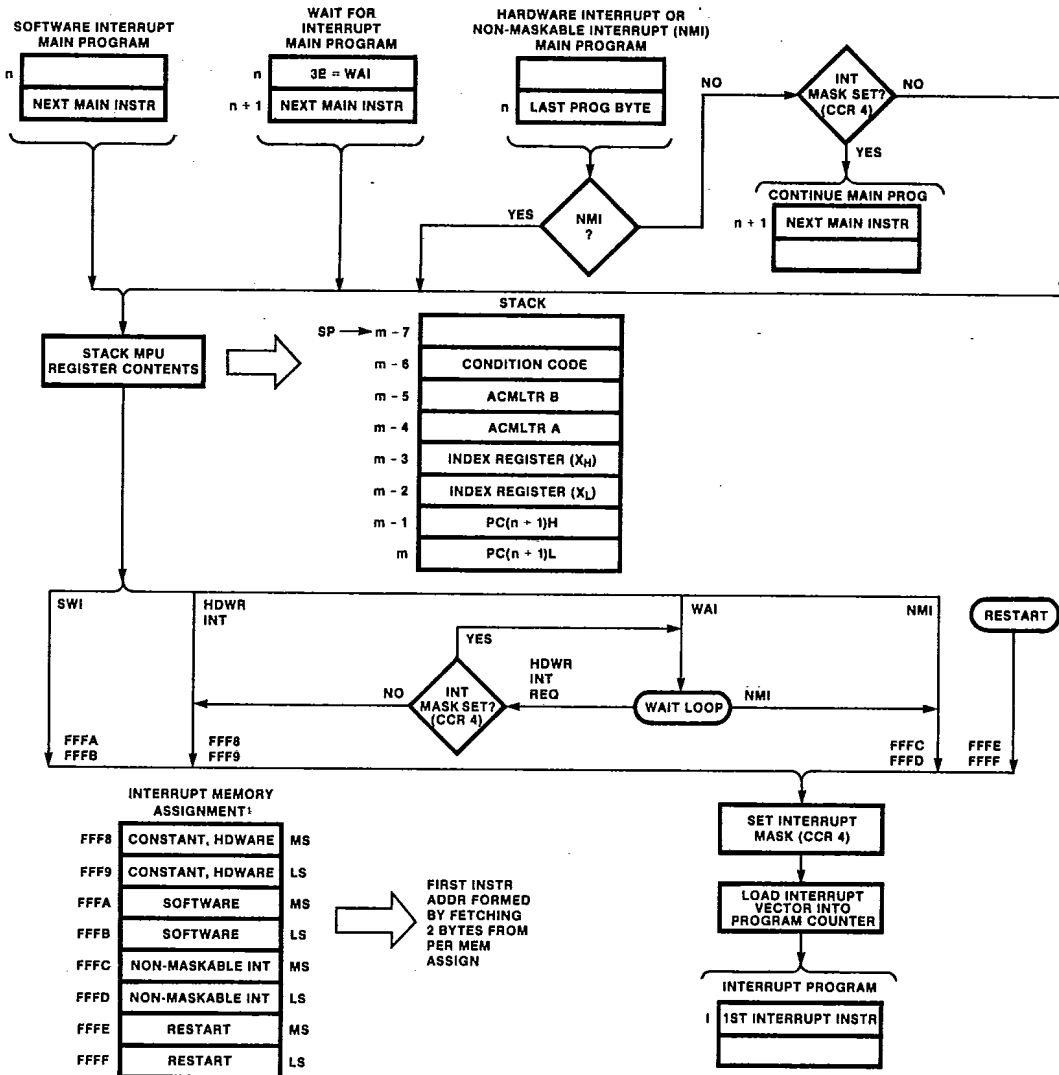 SOFTWARE INTERRUPT
MAIN PROGRAM
n
NEXT MAIN INSTR
WAIT FOR
INTERRUPT
MAIN PROGRAM
n
3E = WAI
n + 1
NEXT MAIN INSTR
HARDWARE INTERRUPT OR
NON-MASKABLE INTERRUPT (NMI)
MAIN PROGRAM
n
LAST PROG BYTE
NMI
?
YES
NO
INT
MASK SET?
(CCR 4)
NO
YES
CONTINUE MAIN PROG
n + 1
NEXT MAIN INSTR
STACK MPU
REGISTER CONTENTS
STACK
SP
m - 7
m - 6
CONDITION CODE
m - 5
ACMLTR B
m - 4
ACMLTR A
m - 3
INDEX REGISTER (XH)
m - 2
INDEX REGISTER (XL)
m - 1
PC(n + 1)H
m
PC(n + 1)L
SWI
HDWR
INT
WAI
NMI
RESTART
YES
NO
INT
MASK SET?
(CCR 4)
HDWR
INT
REQ
WAIT LOOP
NMI
FFFA
FFFB
FFF8
FFF9
FFFC
FFFD
FFFE
FFFF
INTERRUPT MEMORY
ASSIGNMENT1
FFF8 CONSTANT, HDWARE MS
FFF9 CONSTANT, HDWARE LS
FFFA SOFTWARE MS
FFFB SOFTWARE LS
FFFC NON-MASKABLE INT MS
FFFD NON-MASKABLE INT LS
FFFE RESTART MS
FFFF RESTART LS
FIRST INSTR
ADDR FORMED
BY FETCHING
2 BYTES FROM
PER MEM
ASSIGN
SET INTERRUPT
MASK (CCR 4)
LOAD INTERRUPT
VECTOR INTO
PROGRAM COUNTER
INTERRUPT PROGRAM
I
1ST INTERRUPT INSTR